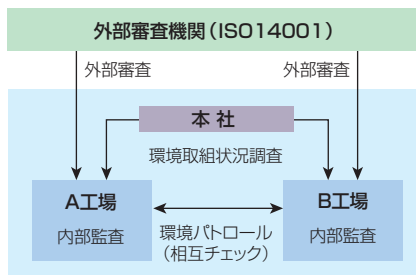 外部審査機関（ISO14001）
外部審査
外部審査
本 社
環境取組状況調査
A工場
内部監査
環境パトロール
（相互チェック）
B工場
内部監査